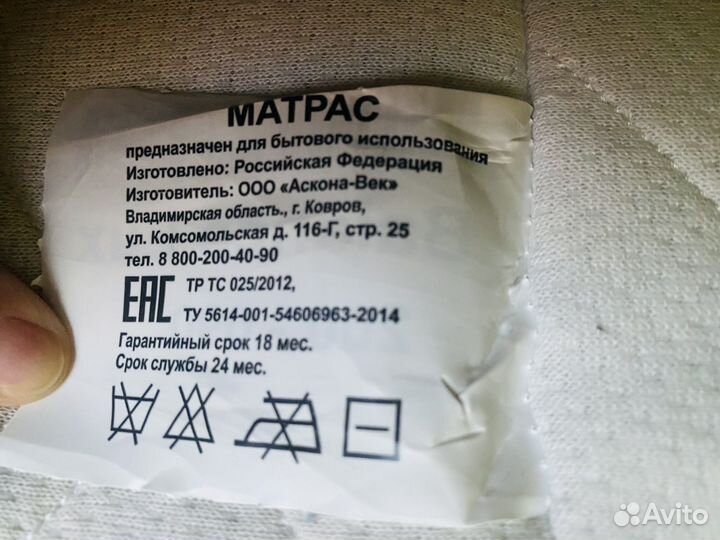 МАТРАС
предназначен для бытового использования
Изготовлено: Российская Федерация
Изготовитель: ООО «Аскона-Век»
Владимирская область., г. Ковров,
ул. Комсомольская д. 116-Г, стр. 25
тел. 8 800-200-40-90
ЕАС ТР ТС 025/2012,
ТУ 5614-001-54606963-2014
Гарантийный срок 18 мес.
Срок службы 24 мес.
Avito